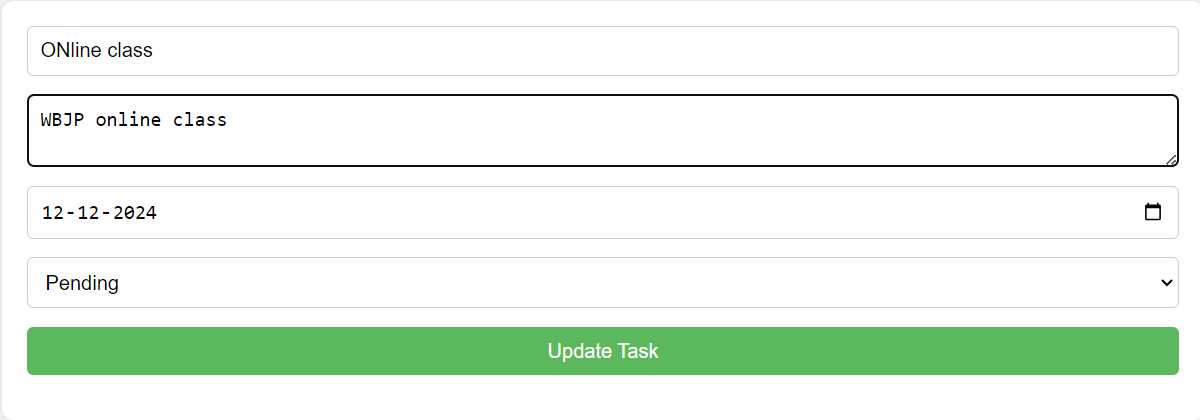 ONline class
WBJP online class
12-12-2024
Pending
Update Task